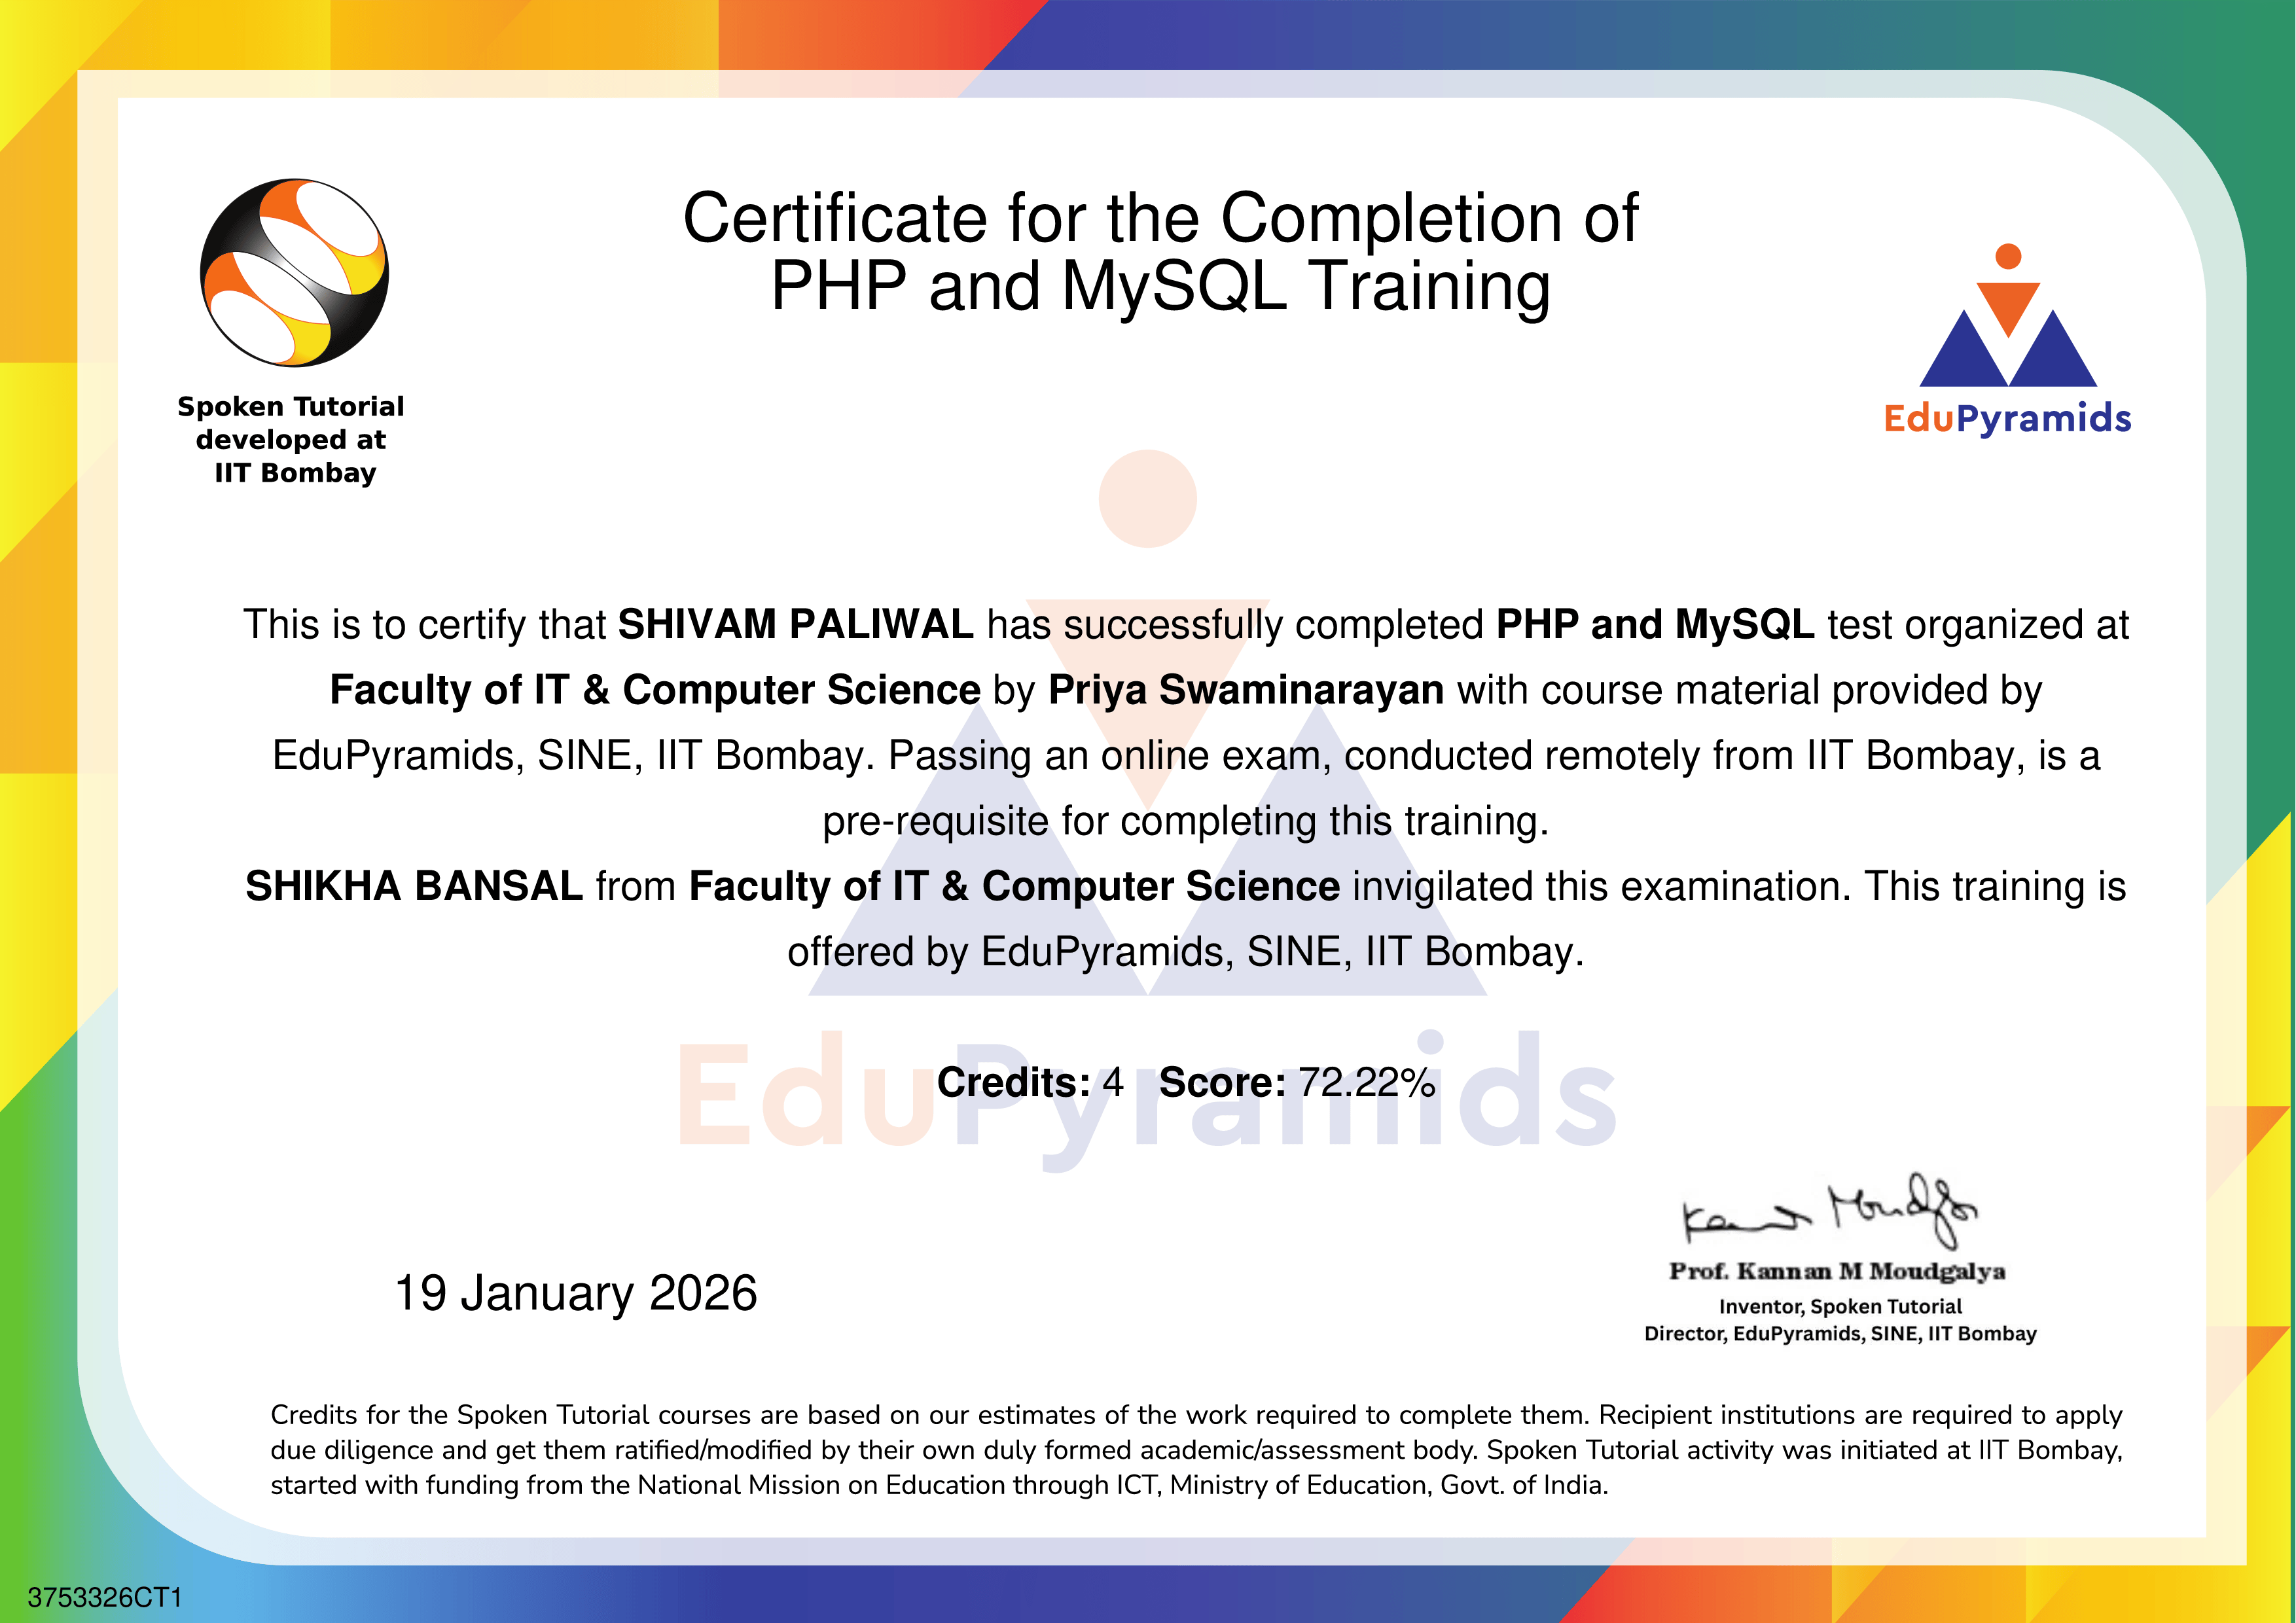 Certificate for the Completion of
PHP and MySQL Training
Spoken Tutorial
developed at
IIT Bombay
EduPyramids
This is to certify that SHIVAM PALIWAL has successfully completed PHP and MySQL test organized at
Faculty of IT & Computer Science by Priya Swaminarayan with course material provided by
EduPyramids, SINE, IIT Bombay. Passing an online exam, conducted remotely from IIT Bombay, is a
pre-requisite for completing this training.
SHIKHA BANSAL from Faculty of IT & Computer Science invigilated this examination. This training is
offered by EduPyramids, SINE, IIT Bombay.
EduPyramids
Credits: 4 Score: 72.22%
19 January 2026
Prof. Kannan M Moudgalya
Inventor, Spoken Tutorial
Director, EduPyramids, SINE, IIT Bombay
Credits for the Spoken Tutorial courses are based on our estimates of the work required to complete them. Recipient institutions are required to apply
due diligence and get them ratified/modified by their own duly formed academic/assessment body. Spoken Tutorial activity was initiated at IIT Bombay,
started with funding from the National Mission on Education through ICT, Ministry of Education, Govt. of India.
3753326CT1